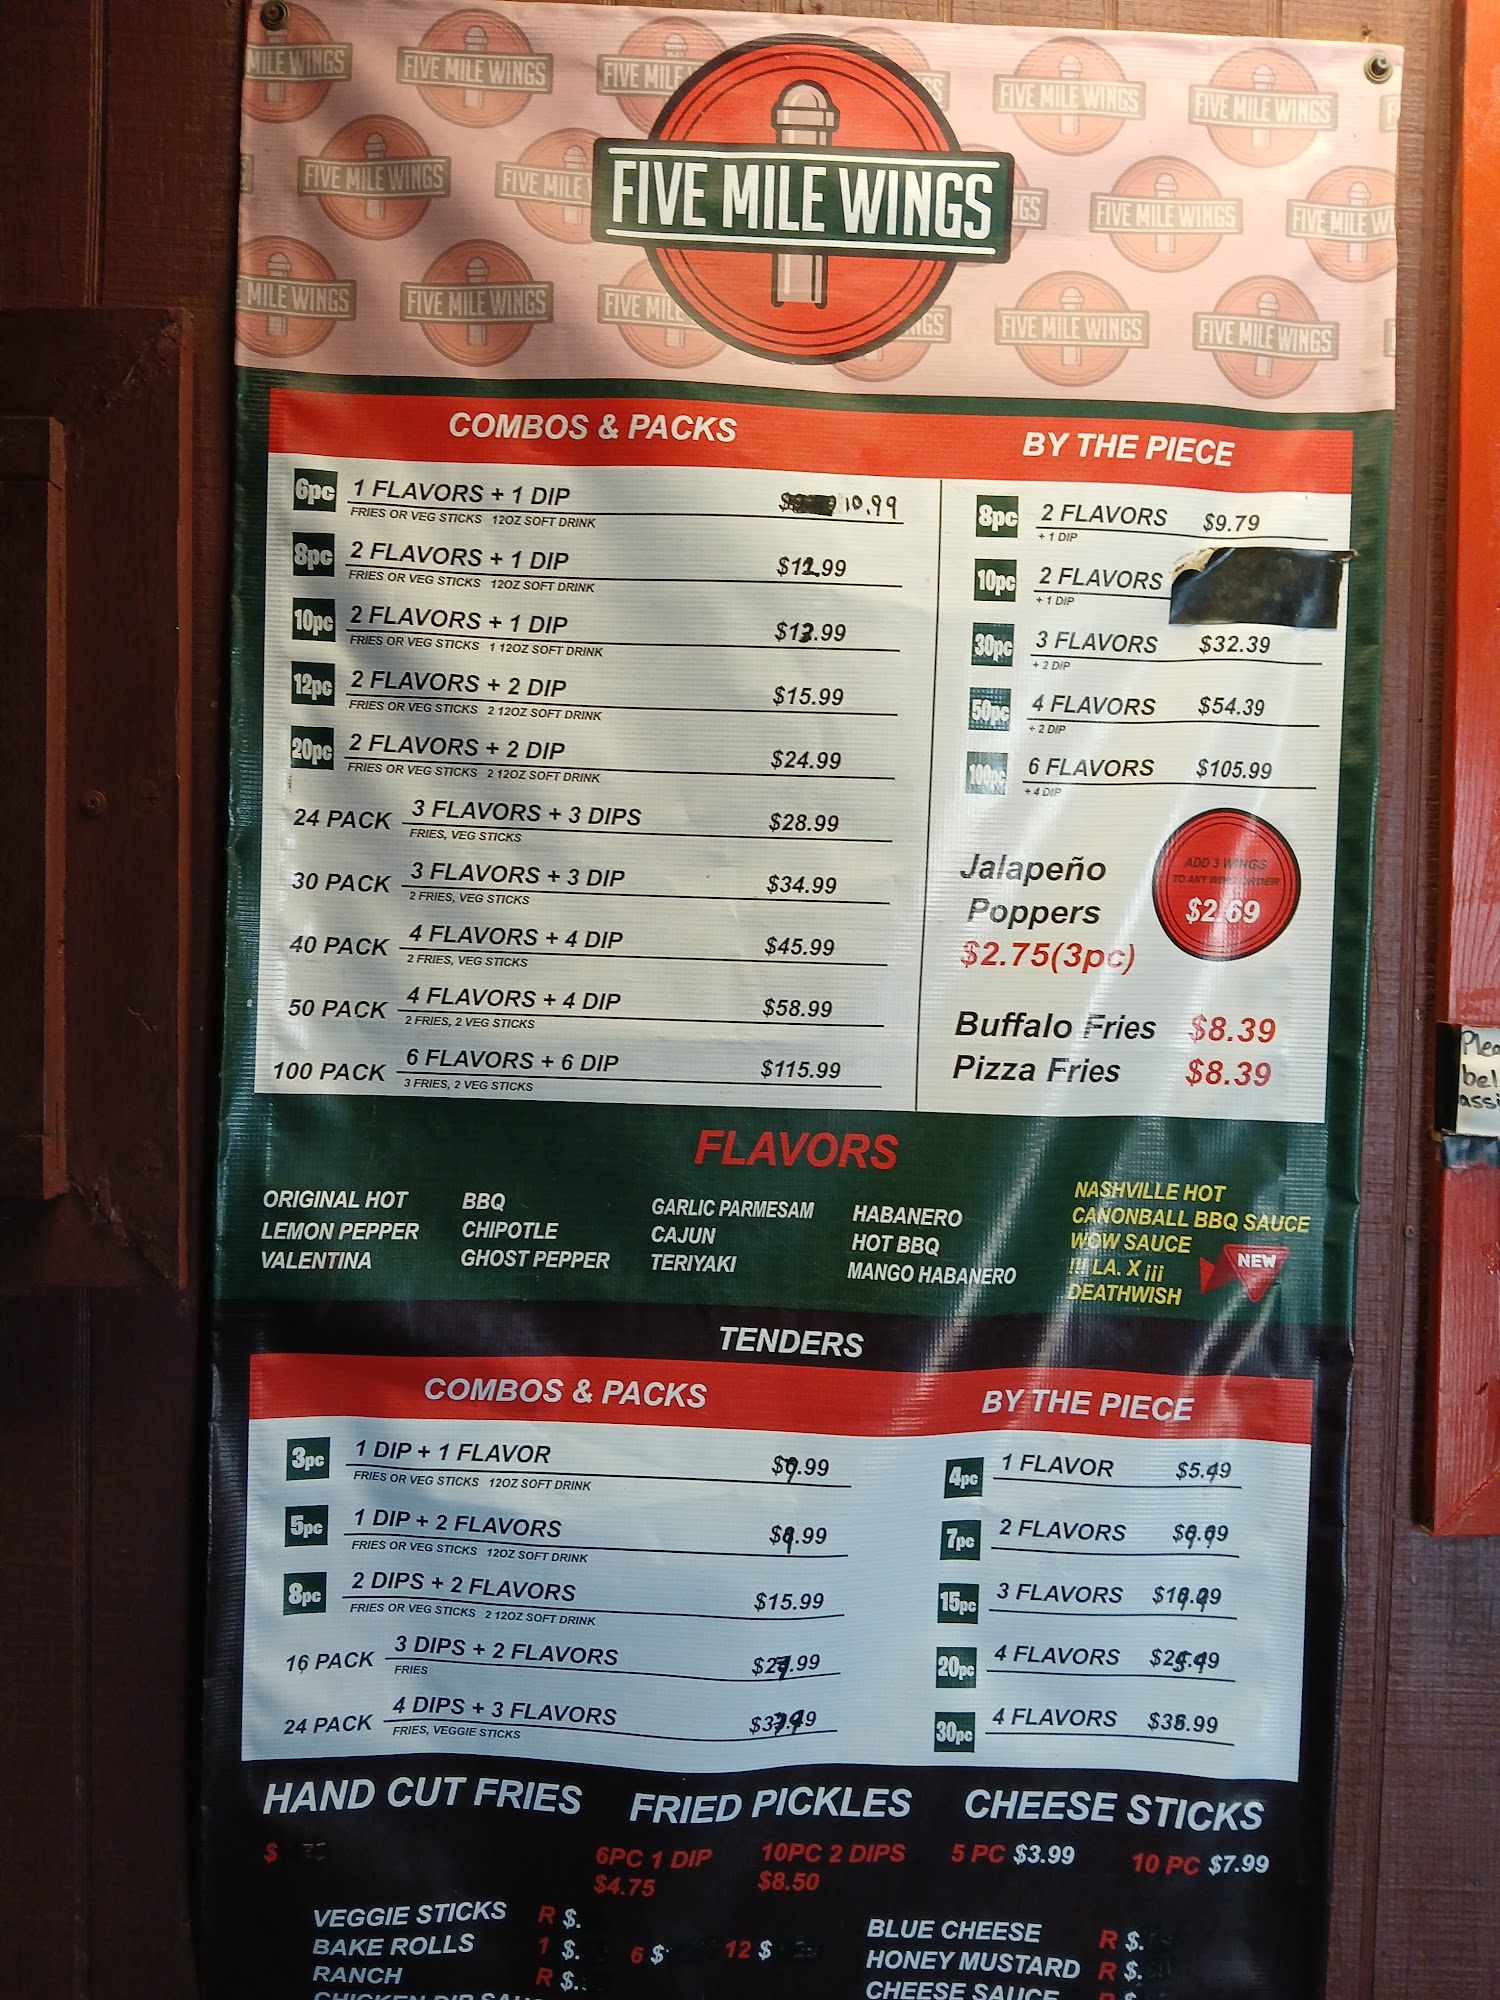 FIVE MILE WINGS
COMBOS & PACKS
6pc 1 FLAVORS + 1 DIP 10.99
FRIES OR VEG STICKS 12OZ SOFT DRINK
8pc 2 FLAVORS + 1 DIP $12.99
FRIES OR VEG STICKS 12OZ SOFT DRINK
10pc 2 FLAVORS + 1 DIP $13.99
FRIES OR VEG STICKS 1 12OZ SOFT DRINK
12pc 2 FLAVORS + 2 DIP $15.99
FRIES OR VEG STICKS 2 12OZ SOFT DRINK
20pc 2 FLAVORS + 2 DIP $24.99
FRIES OR VEG STICKS 2 12OZ SOFT DRINK
24 PACK 3 FLAVORS + 3 DIPS $28.99
FRIES, VEG STICKS
30 PACK 3 FLAVORS + 3 DIP $34.99
2 FRIES, VEG STICKS
40 PACK 4 FLAVORS + 4 DIP $45.99
2 FRIES, VEG STICKS
50 PACK 4 FLAVORS + 4 DIP $58.99
2 FRIES, 2 VEG STICKS
100 PACK 6 FLAVORS + 6 DIP $115.99
3 FRIES, 2 VEG STICKS
BY THE PIECE
8pc 2 FLAVORS $9.79
+ 1 DIP
10pc 2 FLAVORS
+ 1 DIP
30pc 3 FLAVORS $32.39
+ 2 DIP
50pc 4 FLAVORS $54.39
+ 2 DIP
100pc 6 FLAVORS $105.99
+ 4 DIP
ADD 3 WINGS
TO ANY WING ORDER
$2.69
Jalapeño
Poppers
$2.75(3pc)
Buffalo Fries $8.39
Pizza Fries $8.39
FLAVORS
ORIGINAL HOT
LEMON PEPPER
VALENTINA
BBQ
CHIPOTLE
GHOST PEPPER
GARLIC PARMESAM
CAJUN
TERIYAKI
HABANERO
HOT BBQ
MANGO HABANERO
NASHVILLE HOT
CANONBALL BBQ SAUCE
WOW SAUCE
!!! LA. X ¡¡¡
DEATHWISH
NEW
TENDERS
COMBOS & PACKS
3pc 1 DIP + 1 FLAVOR
FRIES OR VEG STICKS 12OZ SOFT DRINK
5pc 1 DIP + 2 FLAVORS
FRIES OR VEG STICKS 12OZ SOFT DRINK
8pc 2 DIPS + 2 FLAVORS $15.99
FRIES OR VEG STICKS 2 12OZ SOFT DRINK
16 PACK 3 DIPS + 2 FLAVORS
FRIES
24 PACK 4 DIPS + 3 FLAVORS
FRIES, VEGGIE STICKS
BY THE PIECE
4pc 1 FLAVOR
7pc 2 FLAVORS
15pc 3 FLAVORS
20pc 4 FLAVORS
30pc 4 FLAVORS
HAND CUT FRIES
$
FRIED PICKLES
6PC 1 DIP
$4.75
10PC 2 DIPS
$8.50
CHEESE STICKS
5 PC $3.99 10 PC $7.99
VEGGIE STICKS R $.
BAKE ROLLS 1 $. 6 $ 12 $
RANCH R $.
BLUE CHEESE R $.
HONEY MUSTARD R $.
CHEESE SAUCE